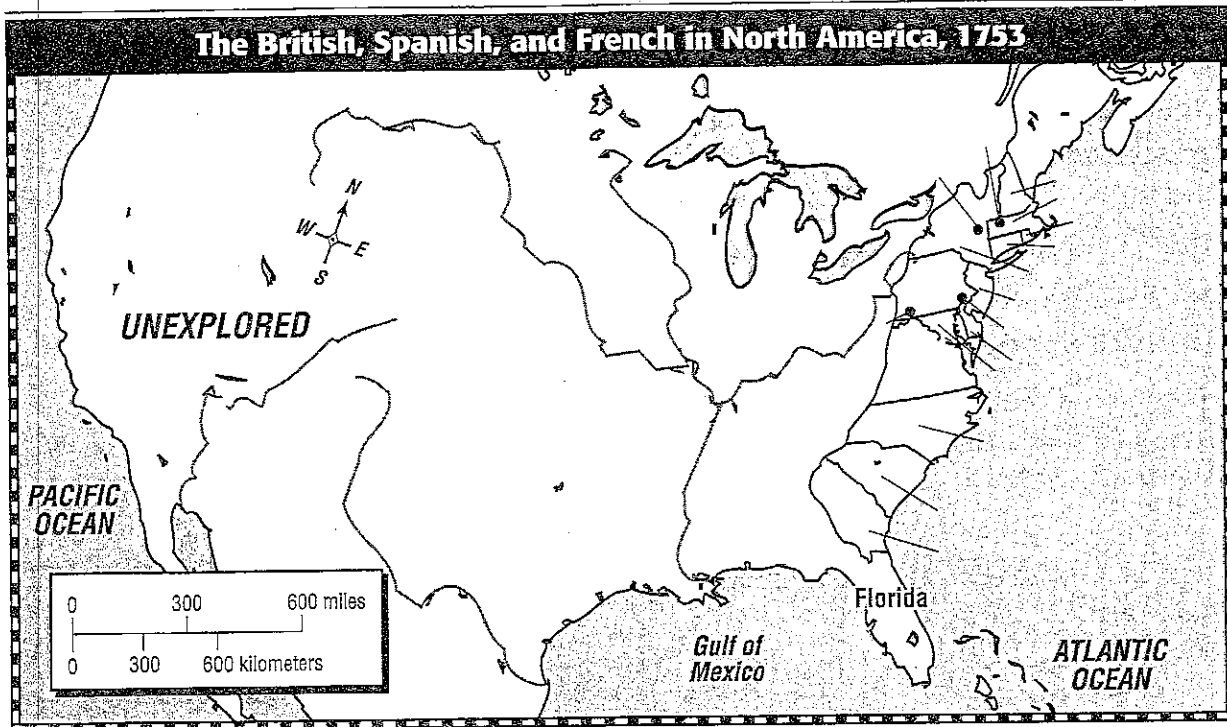 The British, Spanish, and French in North America, 1753
N
W
E
S
UNEXPLORED
PACIFIC
OCEAN
0 300 600 miles
0 300 600 kilometers
Florida
Gulf of
Mexico
ATLANTIC
OCEAN